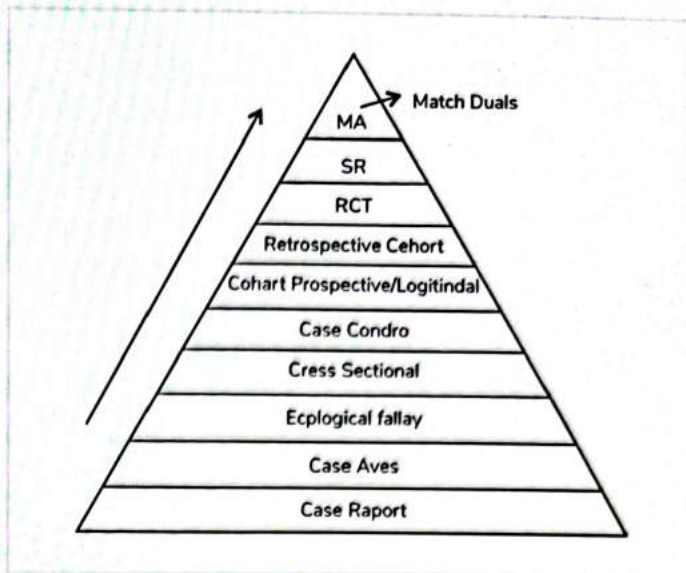 Match Duals
MA
SR
RCT
Retrospective Cehort
Cohart Prospective/Logitindal
Case Condro
Cress Sectional
Ecplogical fallay
Case Aves
Case Raport